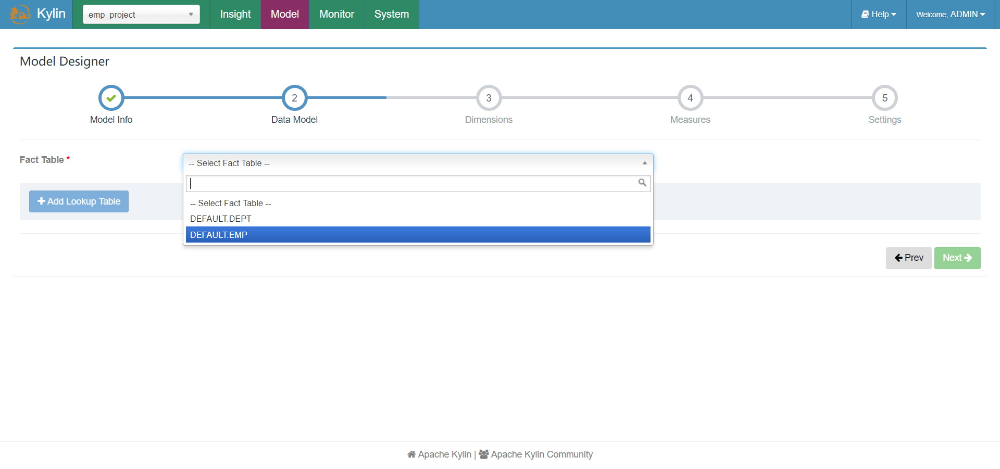 Kylin
emp_project
Insight
Model
Monitor
System
Help
Welcome, ADMIN
Model Designer
2
3
4
5
Model Info
Data Model
Dimensions
Measures
Settings
Fact Table *
-- Select Fact Table --
-- Select Fact Table --
DEFAULT.DEPT
DEFAULT.EMP
Add Lookup Table
Prev
Next
Apache Kylin | Apache Kylin Community